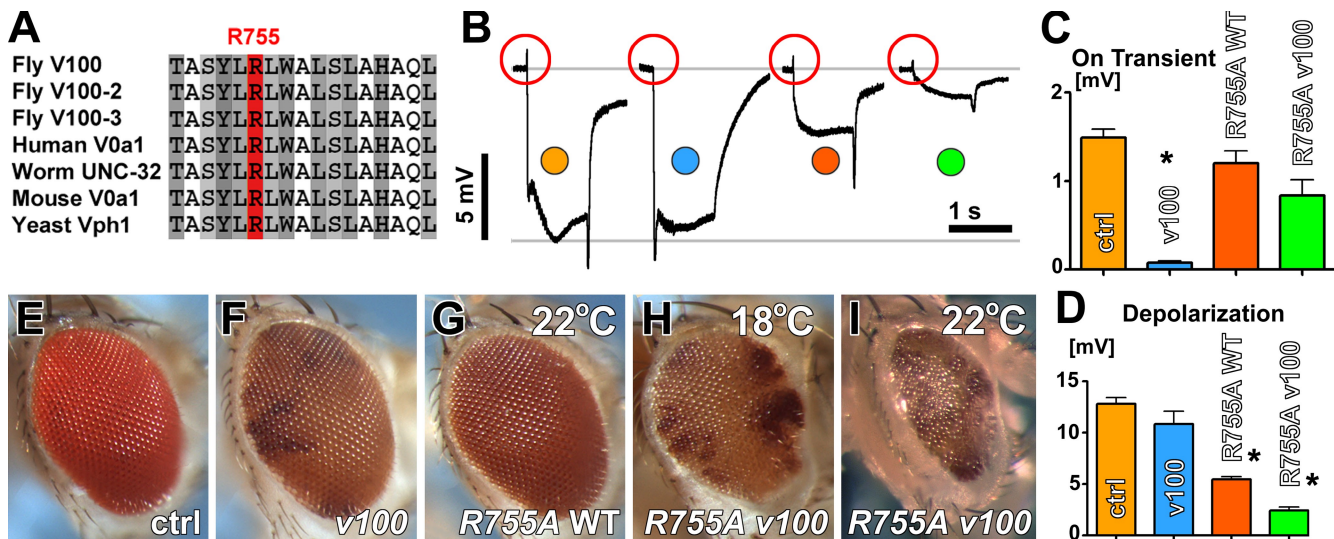 A
R755
Fly V100 TASYLRLWALSLAHAQL
Fly V100-2 TASYLRLWALSLAHAQL
Fly V100-3 TASYLRLWALSLAHAQL
Human V0a1 TASYLRLWALSLAHAQL
Worm UNC-32 TASYLRLWALSLAHAQL
Mouse V0a1 TASYLRLWALSLAHAQL
Yeast Vph1 TASYLRLWALSLAHAQL
B
5 mV
1 s
C
On Transient
[mV]
2
1
0
ctrl
*
v100
R755A WT
R755A v100
D
Depolarization
[mV]
15
10
5
0
ctrl
v100
R755A WT
*
R755A v100
*
E
ctrl
F
v100
G
22°C
R755A WT
H
18°C
R755A v100
I
22°C
R755A v100